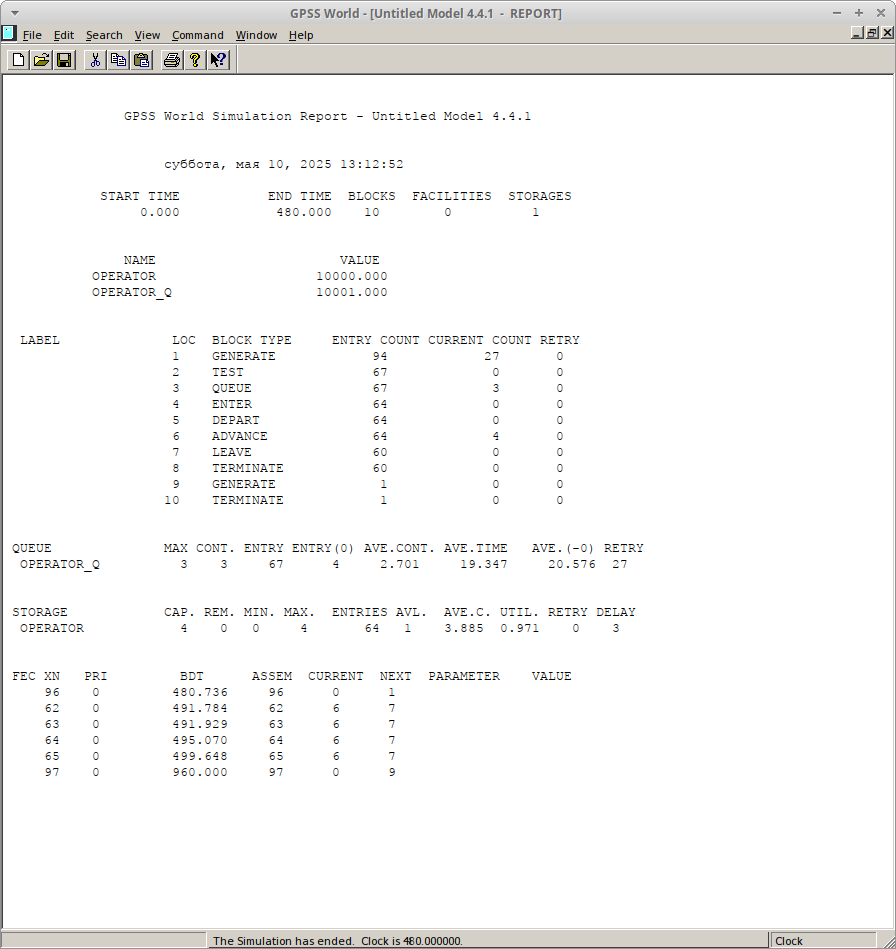 GPSS World - [Untitled Model 4.4.1 - REPORT]
File Edit Search View Command Window Help
GPSS World Simulation Report - Untitled Model 4.4.1
суббота, мая 10, 2025 13:12:52
START TIME END TIME BLOCKS FACILITIES STORAGES
0.000 480.000 10 0 1
NAME VALUE
OPERATOR 10000.000
OPERATOR_Q 10001.000
LABEL LOC BLOCK TYPE ENTRY COUNT CURRENT COUNT RETRY
1 GENERATE 94 27 0
2 TEST 67 0 0
3 QUEUE 67 3 0
4 ENTER 64 0 0
5 DEPART 64 0 0
6 ADVANCE 64 4 0
7 LEAVE 60 0 0
8 TERMINATE 60 0 0
9 GENERATE 1 0 0
10 TERMINATE 1 0 0
QUEUE MAX CONT. ENTRY ENTRY(0) AVE.CONT. AVE.TIME AVE.(-0) RETRY
OPERATOR_Q 3 3 67 4 2.701 19.347 20.576 27
STORAGE CAP. REM. MIN. MAX. ENTRIES AVL. AVE.C. UTIL. RETRY DELAY
OPERATOR 4 0 0 4 64 1 3.885 0.971 0 3
FEC XN PRI BDT ASSEM CURRENT NEXT PARAMETER VALUE
96 0 480.736 96 0 1
62 0 491.784 62 6 7
63 0 491.929 63 6 7
64 0 495.070 64 6 7
65 0 499.648 65 6 7
97 0 960.000 97 0 9
The Simulation has ended. Clock is 480.000000. Clock